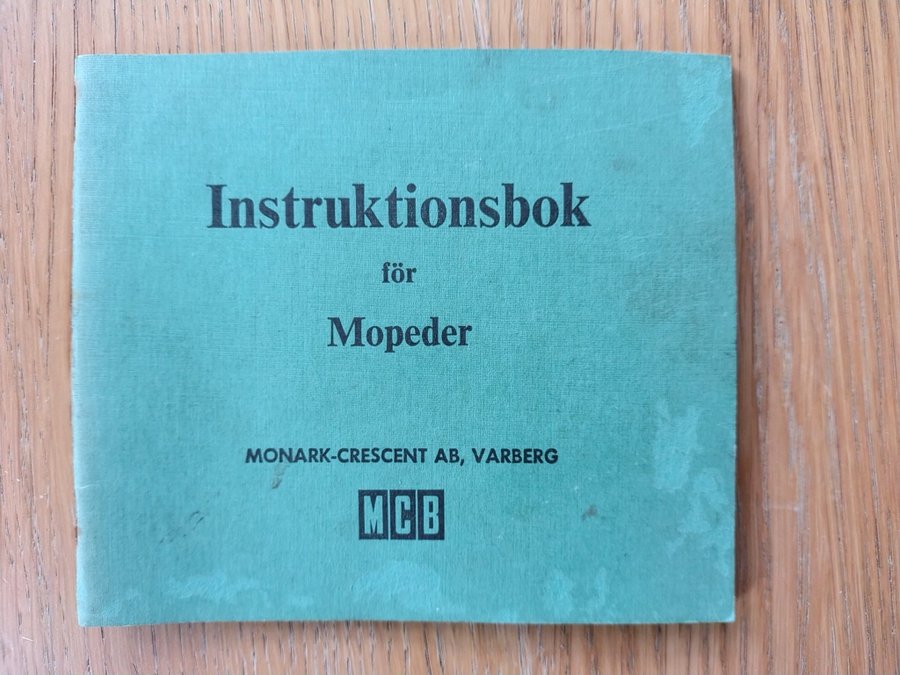 Instruktionsbok
för
Mopeder
MONARK-CRESCENT AB, VARBERG
MCB